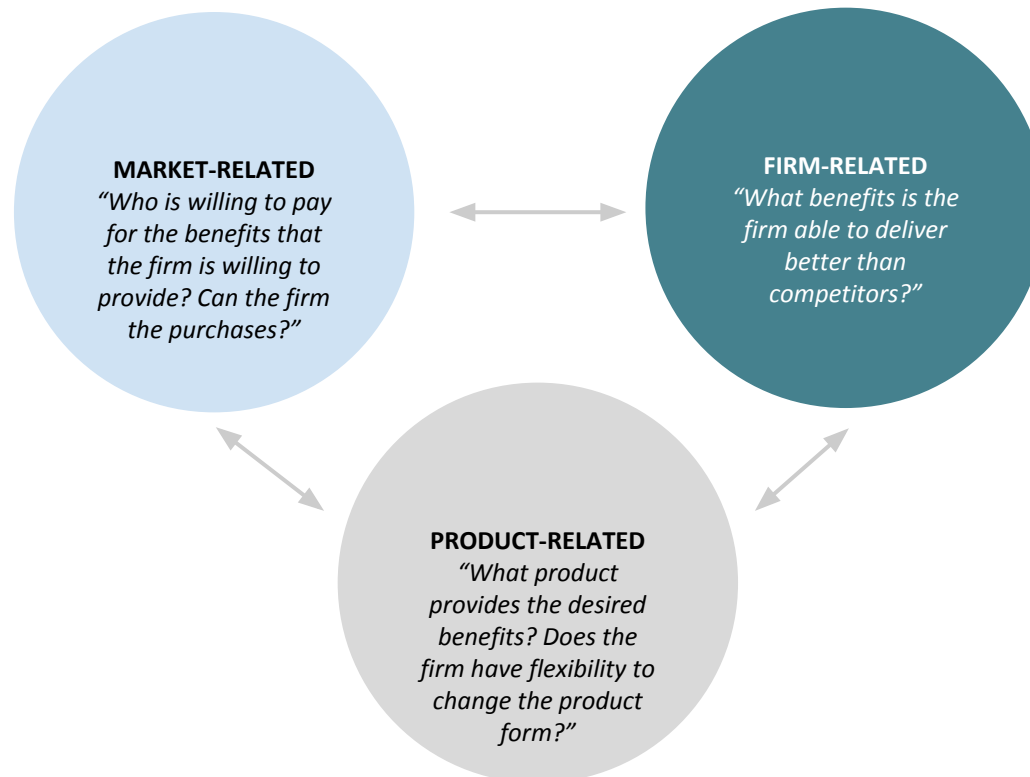 MARKET-RELATED
“Who is willing to pay
for the benefits that
the firm is willing to
provide? Can the firm
the purchases?”
FIRM-RELATED
“What benefits is the
firm able to deliver
better than
competitors?”
PRODUCT-RELATED
“What product
provides the desired
benefits? Does the
firm have flexibility to
change the product
form?”